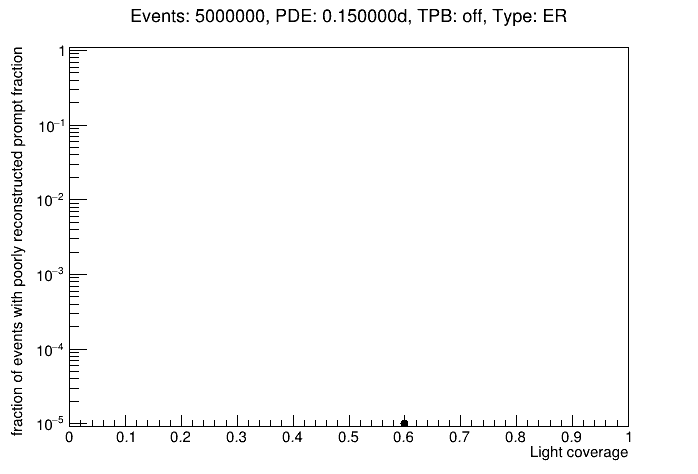 Events: 5000000, PDE: 0.150000d, TPB: off, Type: ER
fraction of events with poorly reconstructed prompt fraction
1
10⁻¹
10⁻²
10⁻³
10⁻⁴
10⁻⁵
0 0.1 0.2 0.3 0.4 0.5 0.6 0.7 0.8 0.9 1
Light coverage